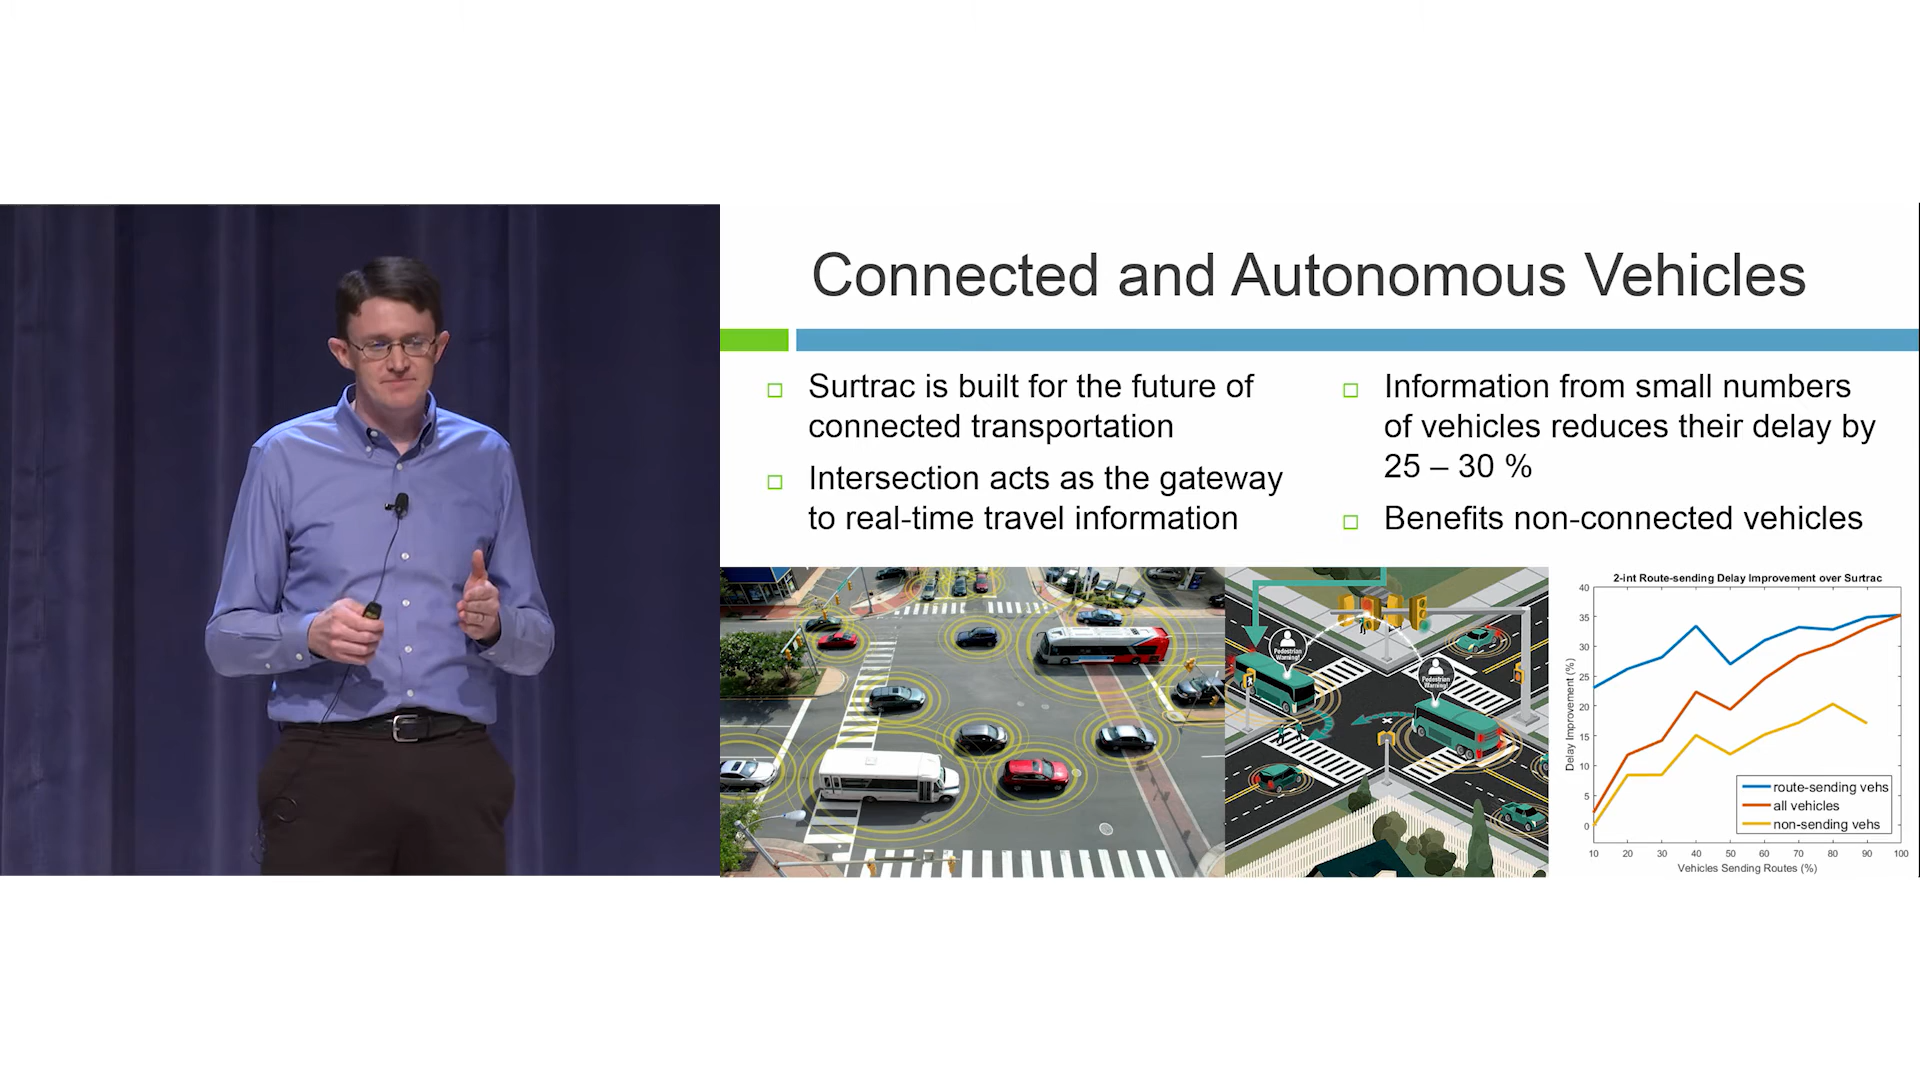 Connected and Autonomous Vehicles
Surtrac is built for the future of
connected transportation
Intersection acts as the gateway
to real-time travel information
Information from small numbers
of vehicles reduces their delay by
25 – 30 %
Benefits non-connected vehicles
Pedestrian
Warning!
Pedestrian
Warning!
2-int Route-sending Delay Improvement over Surtrac
Delay Improvement (%)
40
35
30
25
20
15
10
5
0
route-sending vehs
all vehicles
non-sending vehs
10 20 30 40 50 60 70 80 90 100
Vehicles Sending Routes (%)